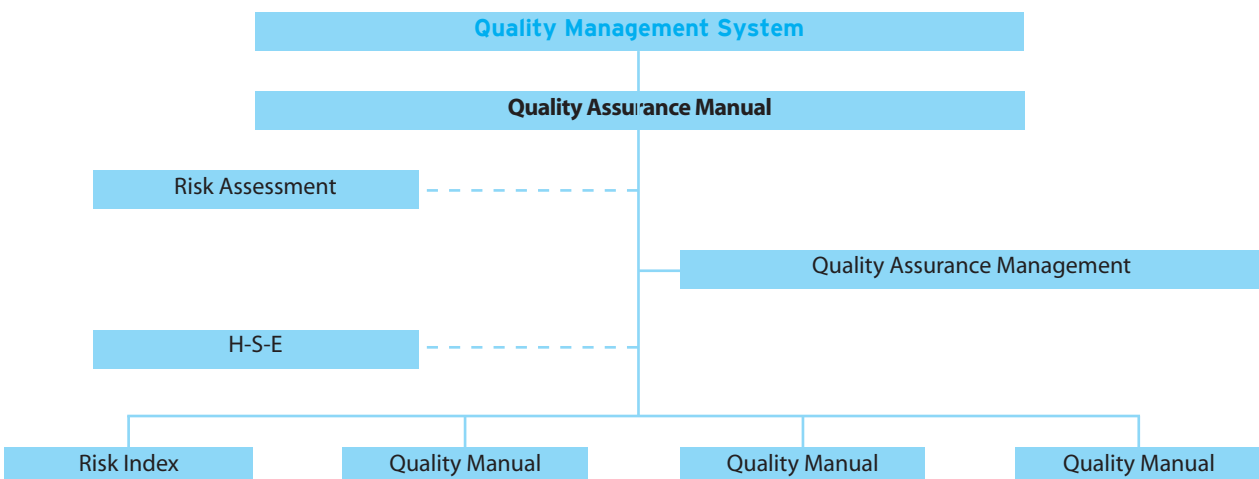 Quality Management System
Quality Assurance Manual
Risk Assessment
Quality Assurance Management
H-S-E
Risk Index
Quality Manual
Quality Manual
Quality Manual